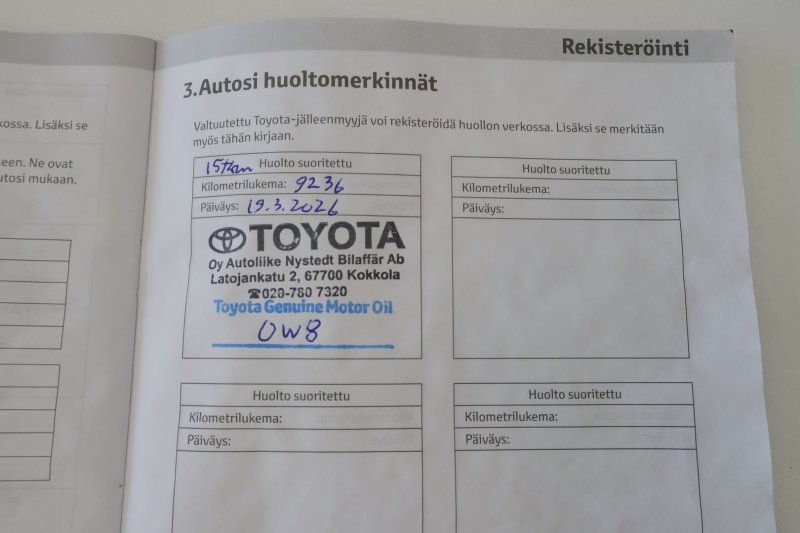 Rekisteröinti
3. Autosi huoltomerkinnät
kossa. Lisäksi se
seen. Ne ovat
autosi mukaan.
Valtuutettu Toyota-jälleenmyyjä voi rekisteröidä huollon verkossa. Lisäksi se merkitään
myös tähän kirjaan.
15tkm Huolto suoritettu
Kilometrilukema: 9236
Päiväys: 19.3.2026
TOYOTA
Oy Autoliike Nystedt Bilaffär Ab
Latojankatu 2, 67700 Kokkola
☎020-780 7320
Toyota Genuine Motor Oil
0W8
Huolto suoritettu
Kilometrilukema:
Päiväys:
Huolto suoritettu
Kilometrilukema:
Päiväys:
Huolto suoritettu
Kilometrilukema:
Päiväys: